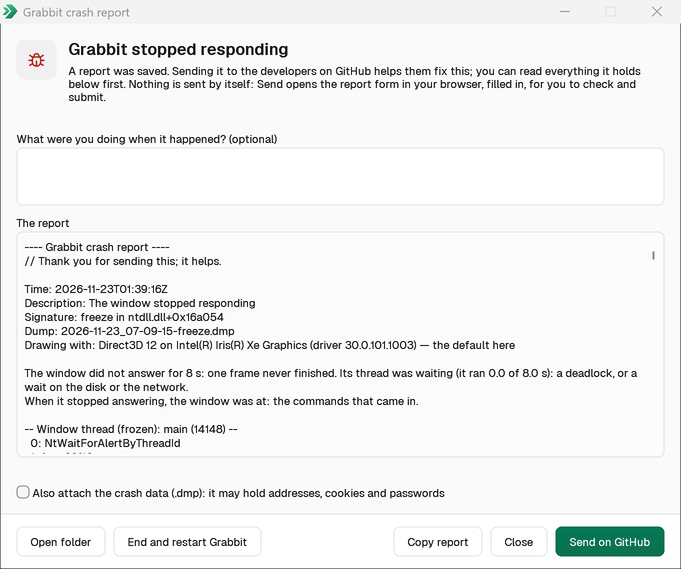 Grabbit crash report
Grabbit stopped responding
A report was saved. Sending it to the developers on GitHub helps them fix this; you can read everything it holds
below first. Nothing is sent by itself: Send opens the report form in your browser, filled in, for you to check and
submit.
What were you doing when it happened? (optional)
The report
---- Grabbit crash report ----
// Thank you for sending this; it helps.
Time: 2026-11-23T01:39:16Z
Description: The window stopped responding
Signature: freeze in ntdll.dll+0x16a054
Dump: 2026-11-23_07-09-15-freeze.dmp
Drawing with: Direct3D 12 on Intel(R) Iris(R) Xe Graphics (driver 30.0.101.1003) — the default here
The window did not answer for 8 s: one frame never finished. Its thread was waiting (it ran 0.0 of 8.0 s): a deadlock, or a
wait on the disk or the network.
When it stopped answering, the window was at: the commands that came in.
-- Window thread (frozen): main (14148) --
0: NtWaitForAlertByThreadId
Also attach the crash data (.dmp): it may hold addresses, cookies and passwords
Open folder
End and restart Grabbit
Copy report
Close
Send on GitHub